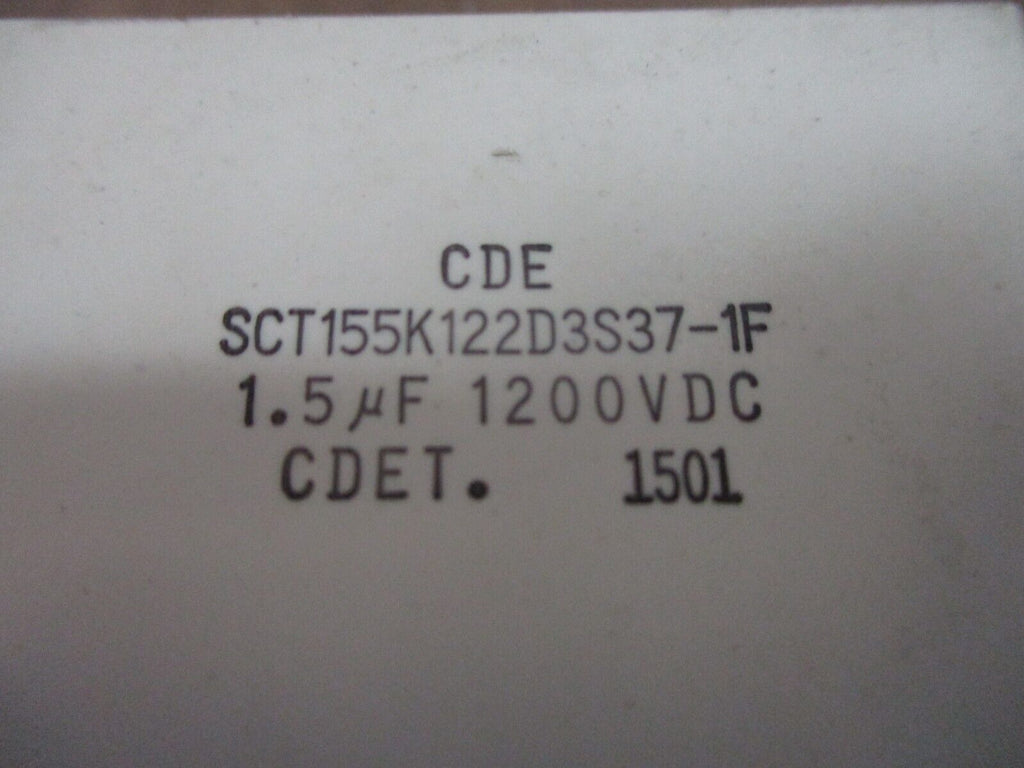 CDE
SCT155K122D3S37-1F
1.5μF 1200VDC
CDET. 1501